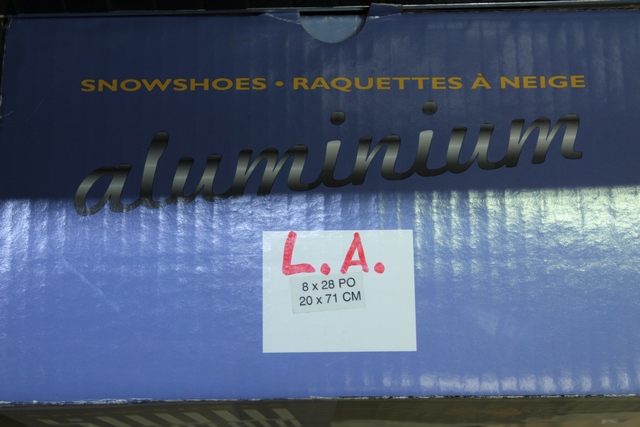 SNOWSHOES • RAQUETTES À NEIGE
aluminium
L.A.
8 x 28 PO
20 x 71 CM